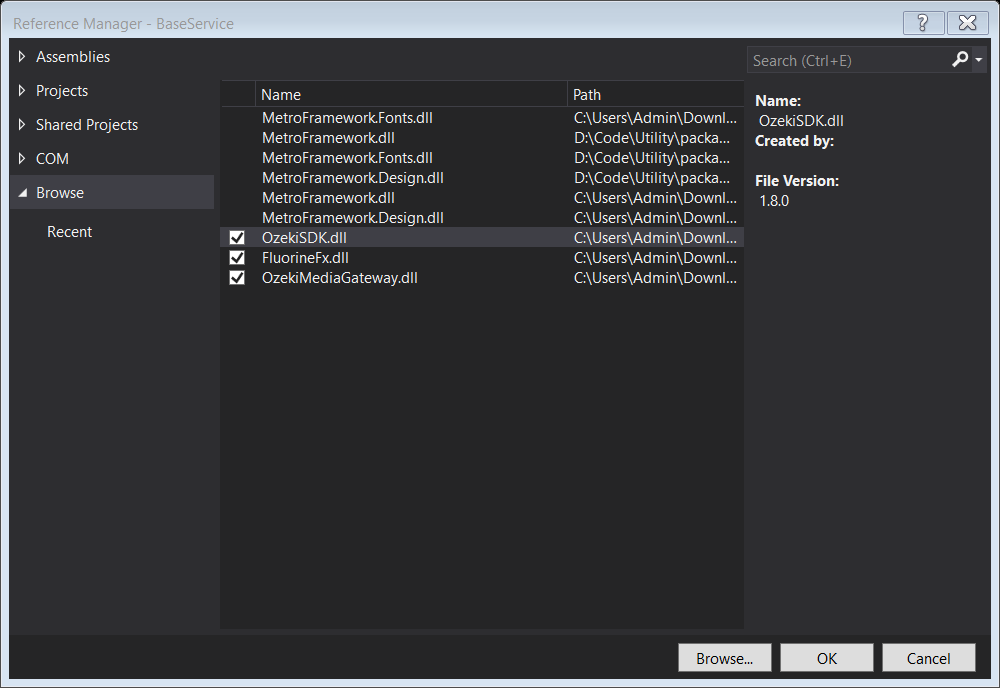 Reference Manager - BaseService
?
Assemblies
Projects
Shared Projects
COM
Browse
Recent
Name Path
MetroFramework.Fonts.dll C:\Users\Admin\Downl...
MetroFramework.dll D:\Code\Utility\packa...
MetroFramework.Fonts.dll D:\Code\Utility\packa...
MetroFramework.Design.dll D:\Code\Utility\packa...
MetroFramework.dll C:\Users\Admin\Downl...
MetroFramework.Design.dll C:\Users\Admin\Downl...
OzekiSDK.dll C:\Users\Admin\Downl...
FluorineFx.dll C:\Users\Admin\Downl...
OzekiMediaGateway.dll C:\Users\Admin\Downl...
Search (Ctrl+E)
Name:
OzekiSDK.dll
Created by:
File Version:
1.8.0
Browse... OK Cancel